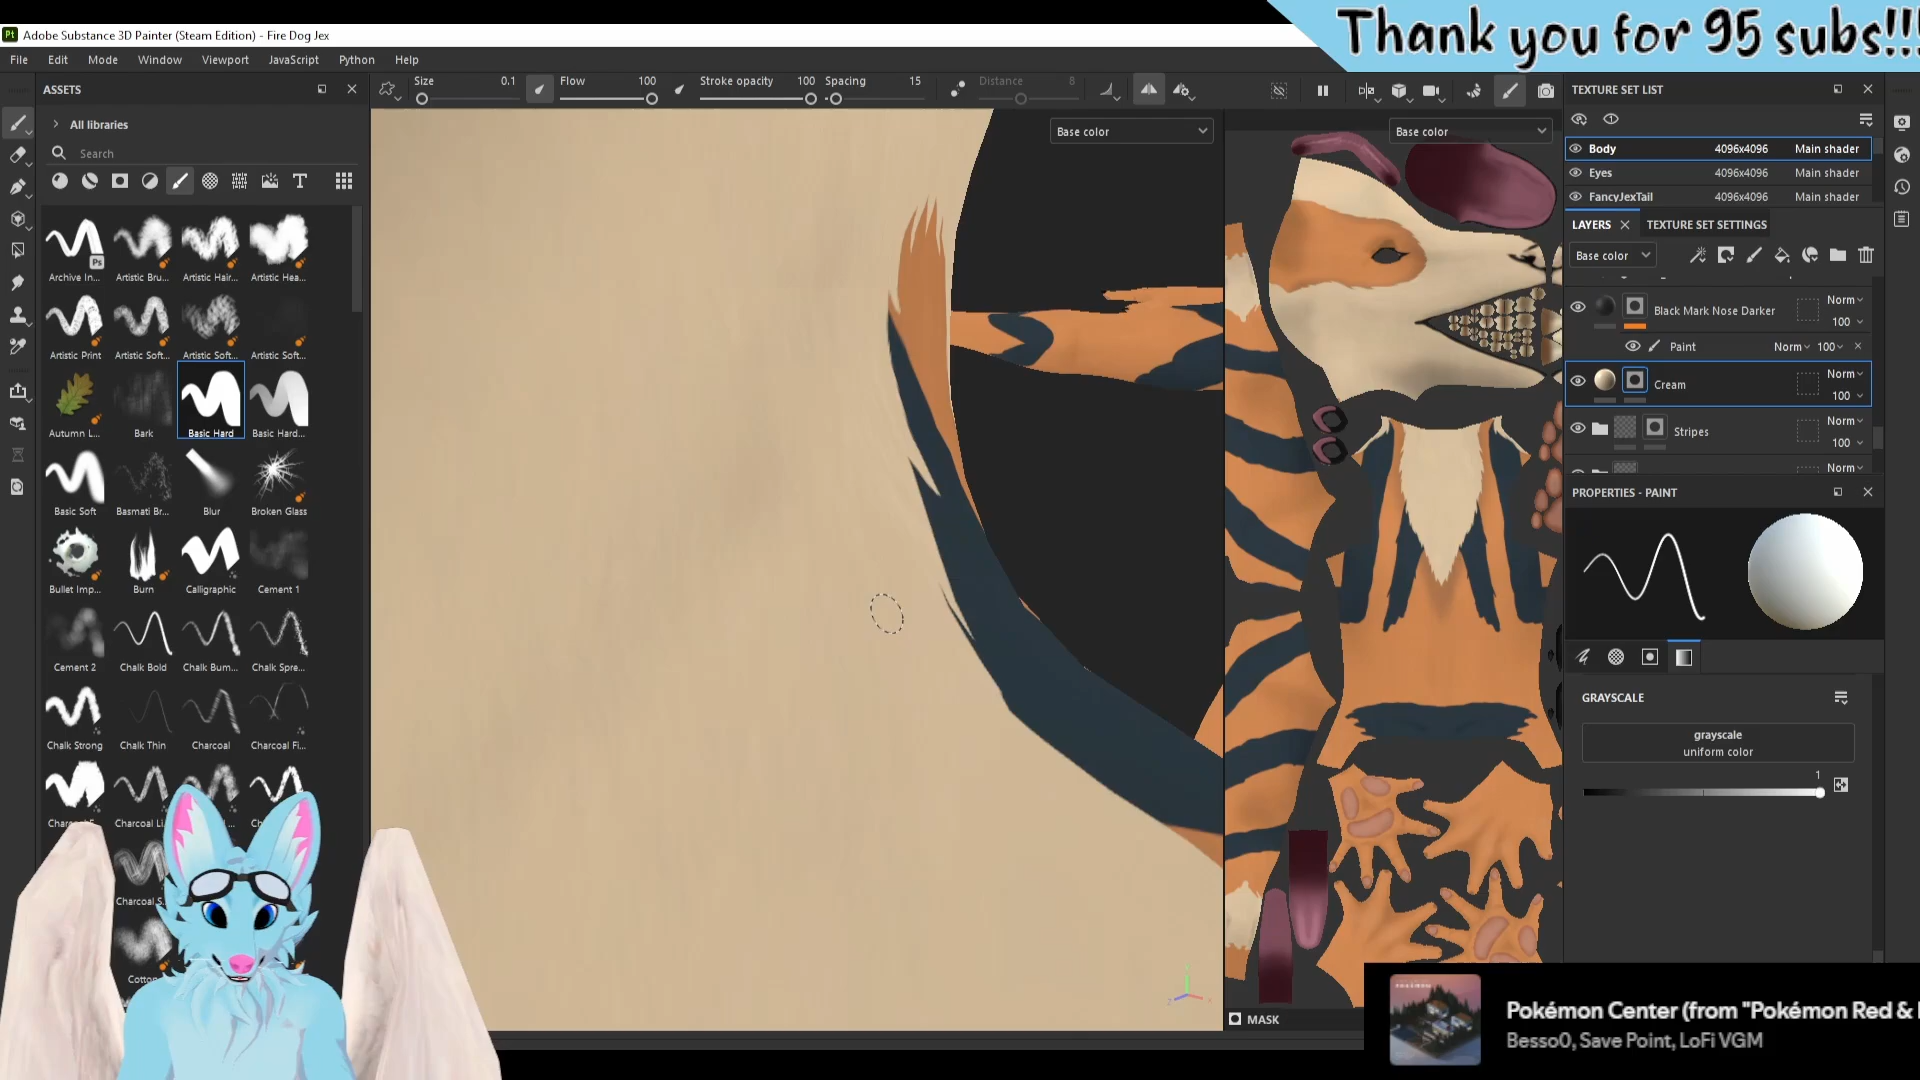 Thank you for 95 subs!!!
Adobe Substance 3D Painter (Steam Edition) - Fire Dog Jex
File Edit Mode Window Viewport JavaScript Python Help
ASSETS
Size 0.1 Flow 100 Stroke opacity 100 Spacing 15 Distance 8
All libraries
Search
Base color
Base color
Archive In... Artistic Bru... Artistic Hair... Artistic Hea...
Artistic Print Artistic Soft... Artistic Soft... Artistic Soft...
Autumn L... Bark Basic Hard Basic Hard...
Basic Soft Basmati Br... Blur Broken Glass
Bullet Imp... Burn Calligraphic Cement 1
Cement 2 Chalk Bold Chalk Bum... Chalk Spre...
Chalk Strong Chalk Thin Charcoal Charcoal Fi...
Charcoal Li...
Charcoal S...
Cotto
MASK
TEXTURE SET LIST
Body 4096x4096 Main shader
Eyes 4096x4096 Main shader
FancyJexTail 4096x4096 Main shader
LAYERS TEXTURE SET SETTINGS
Base color
Black Mark Nose Darker Norm 100
Paint Norm 100
Cream Norm 100
Stripes Norm 100
Norm
PROPERTIES - PAINT
GRAYSCALE
grayscale
uniform color
1
Pokémon Center (from "Pokémon Red &
Besso0, Save Point, LoFi VGM